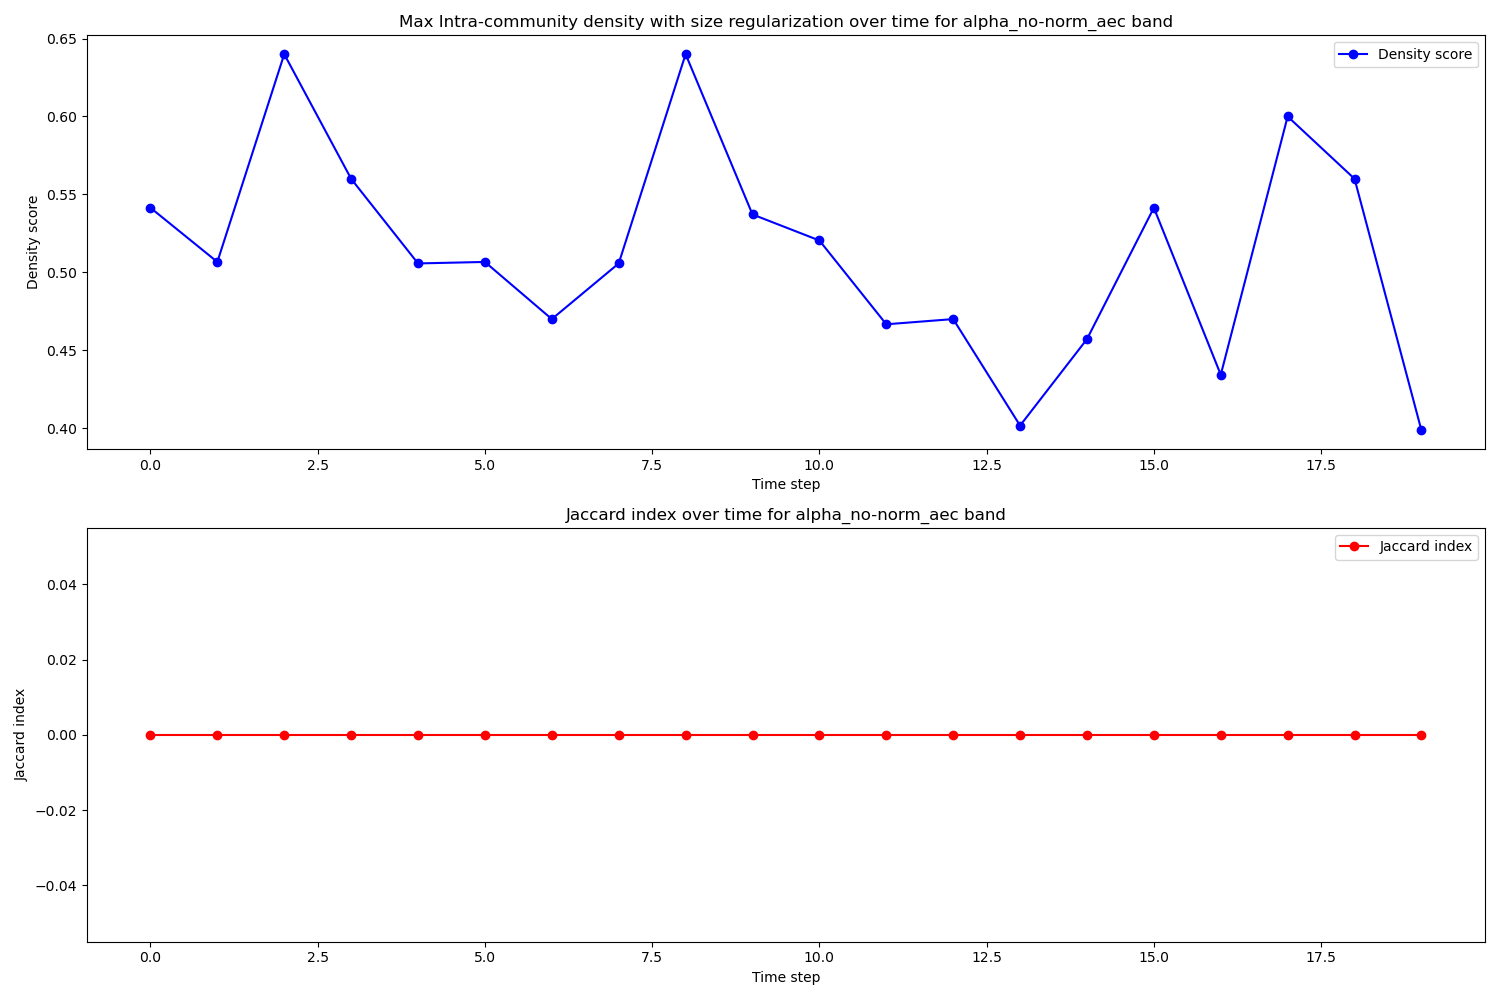 Max Intra-community density with size regularization over time for alpha_no-norm_aec band
Density score
0.65
0.60
0.55
0.50
0.45
0.40
Density score
0.0 2.5 5.0 7.5 10.0 12.5 15.0 17.5
Time step
Jaccard index over time for alpha_no-norm_aec band
Jaccard index
0.04
0.02
0.00
−0.02
−0.04
Jaccard index
0.0 2.5 5.0 7.5 10.0 12.5 15.0 17.5
Time step